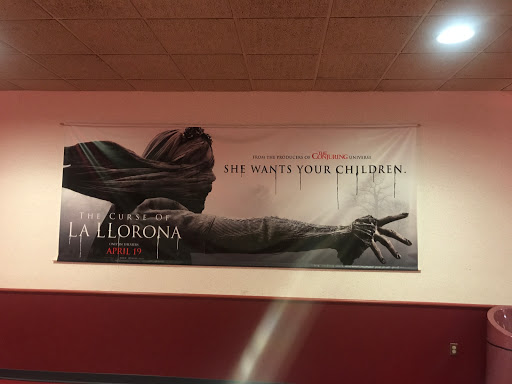 FROM THE PRODUCERS OF THE CONJURING UNIVERSE
SHE WANTS YOUR CHILDREN.
THE CURSE OF
LA LLORONA
APRIL 19